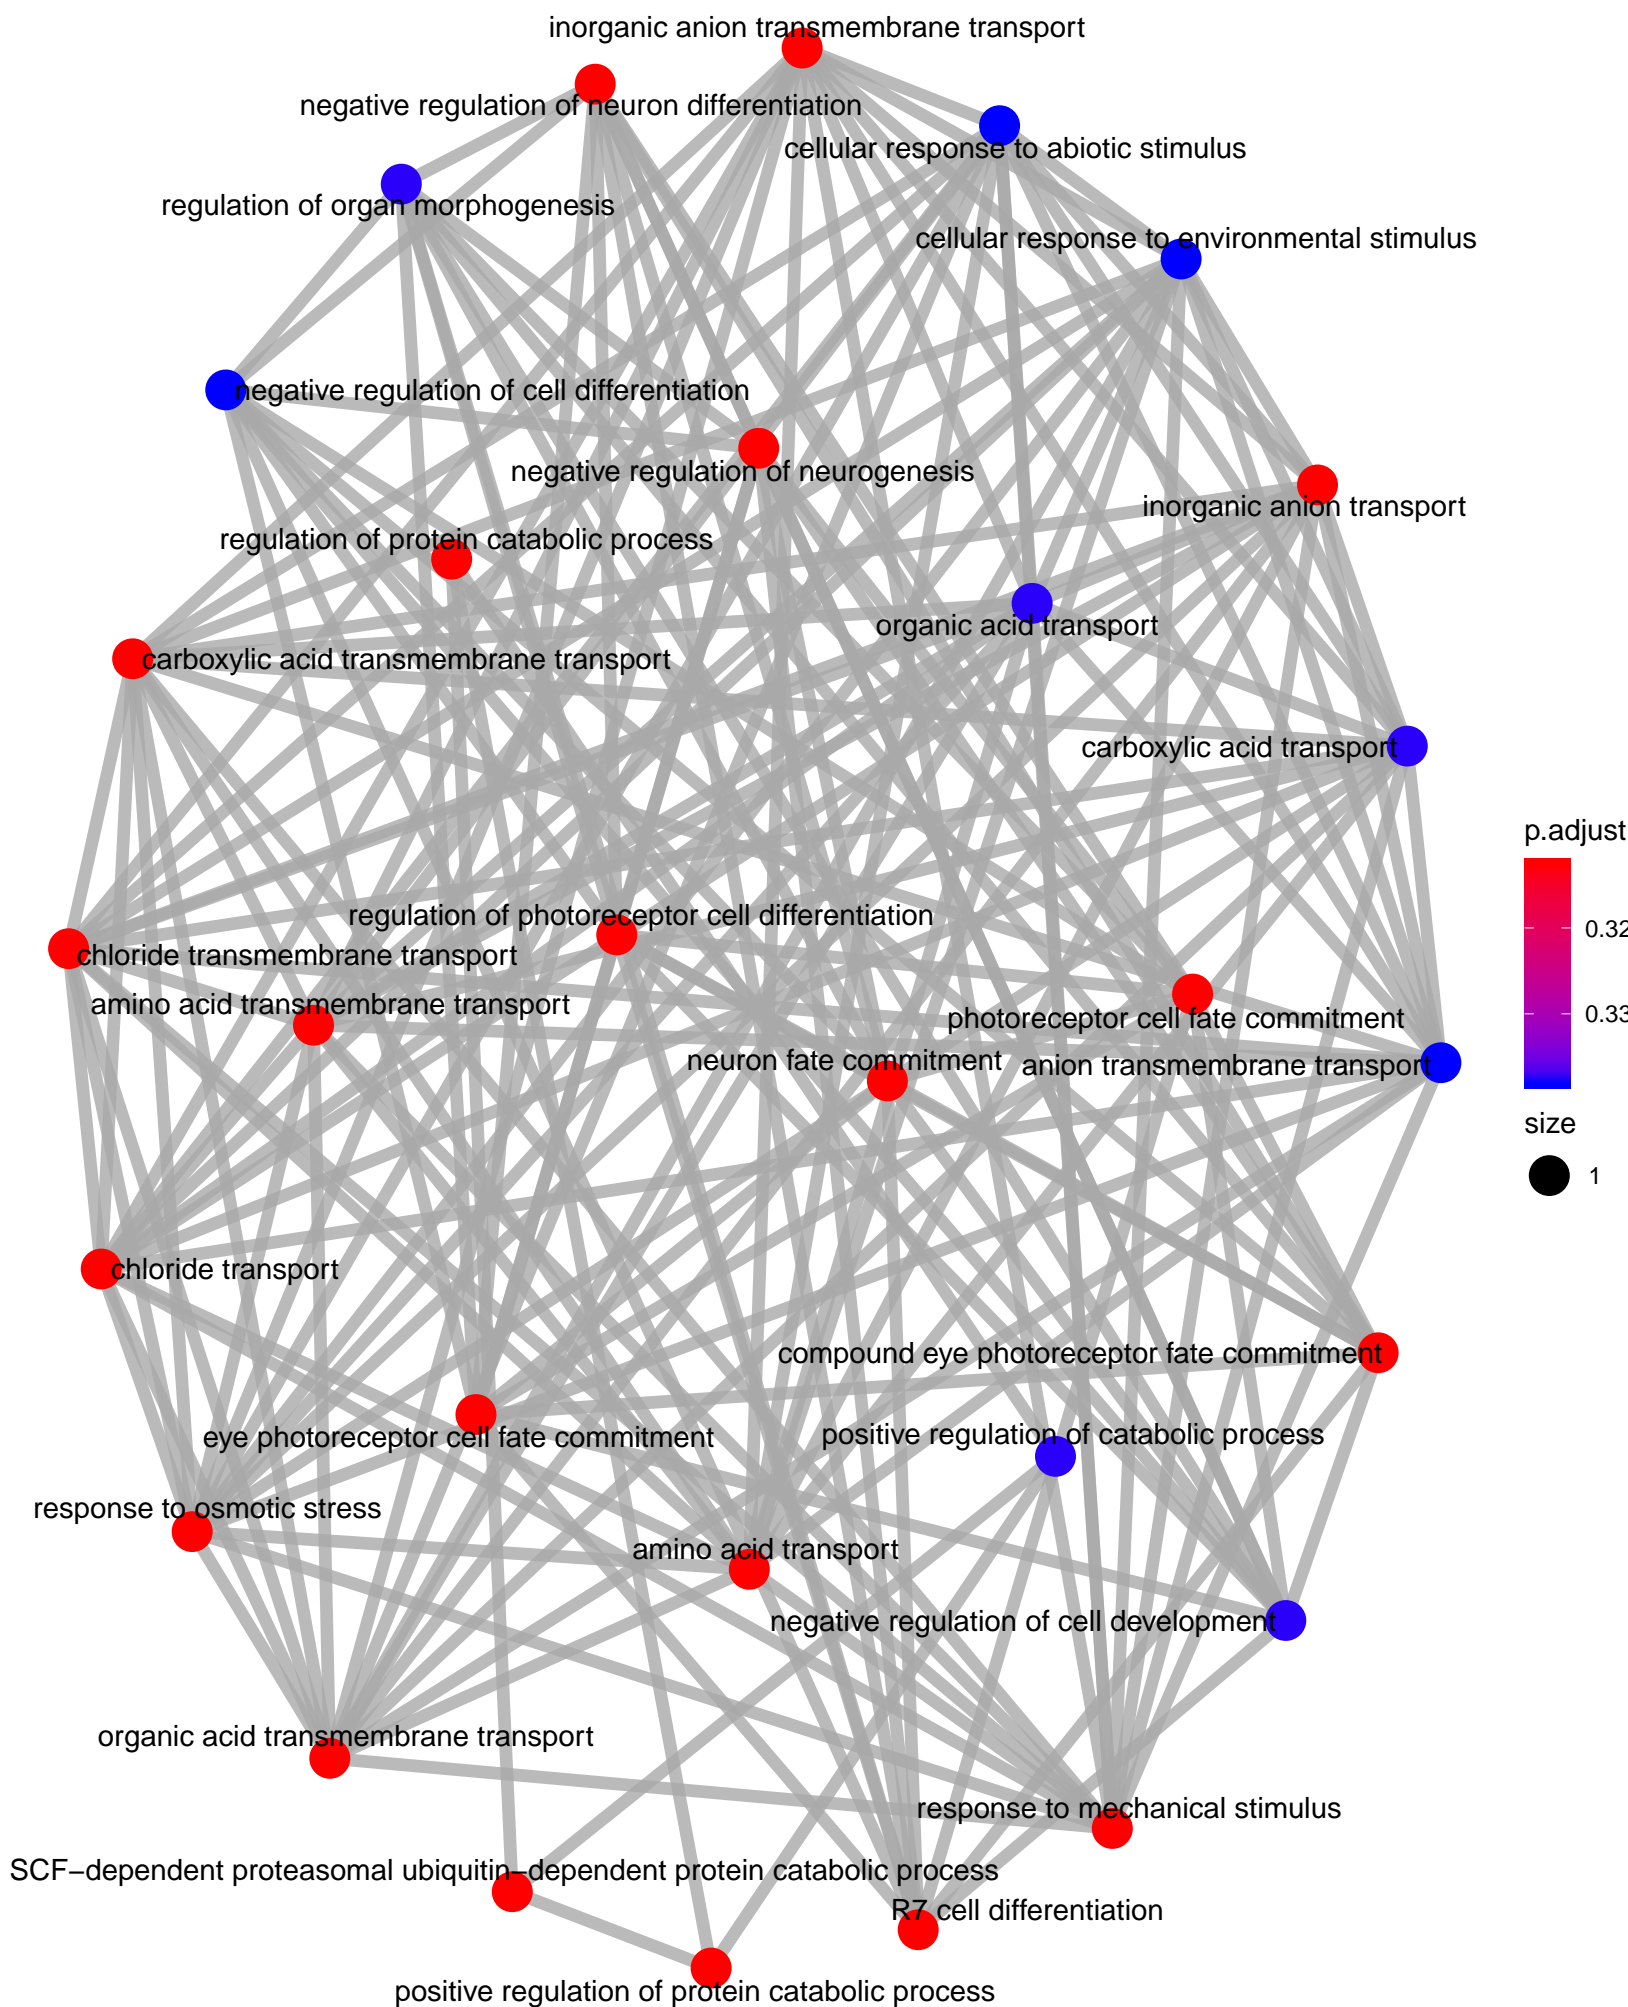 inorganic anion transmembrane transport
negative regulation of neuron differentiation
cellular response to abiotic stimulus
regulation of organ morphogenesis
cellular response to environmental stimulus
negative regulation of cell differentiation
negative regulation of neurogenesis
inorganic anion transport
regulation of protein catabolic process
organic acid transport
carboxylic acid transmembrane transport
carboxylic acid transport
p.adjust
0.32
0.33
size
1
regulation of photoreceptor cell differentiation
chloride transmembrane transport
amino acid transmembrane transport
photoreceptor cell fate commitment
neuron fate commitment
anion transmembrane transport
chloride transport
compound eye photoreceptor fate commitment
eye photoreceptor cell fate commitment
positive regulation of catabolic process
response to osmotic stress
amino acid transport
negative regulation of cell development
organic acid transmembrane transport
response to mechanical stimulus
SCF−dependent proteasomal ubiquitin−dependent protein catabolic process
R7 cell differentiation
positive regulation of protein catabolic process